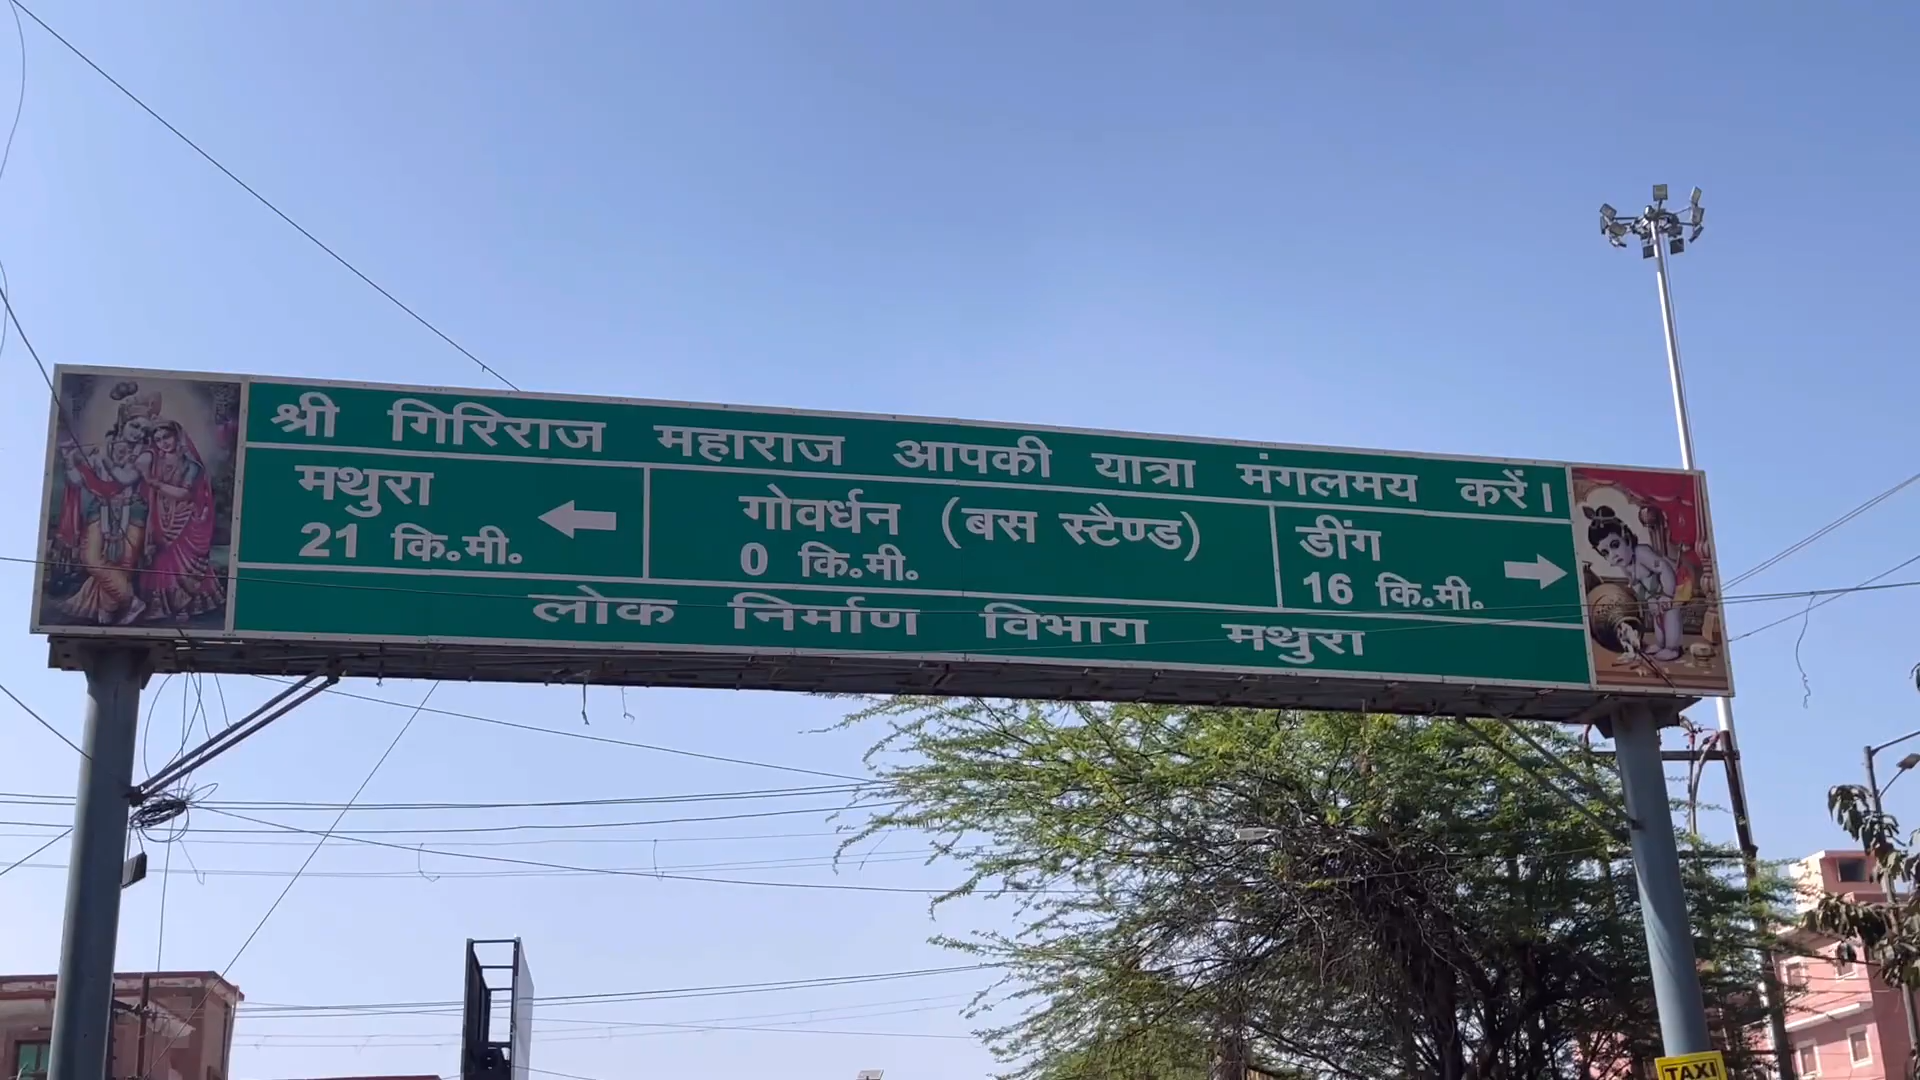 श्री गिरिराज महाराज आपकी यात्रा मंगलमय करें।
मथुरा
21 कि.मी.
गोवर्धन (बस स्टैण्ड)
0 कि.मी.
डींग
16 कि.मी.
लोक निर्माण विभाग मथुरा
TAXI